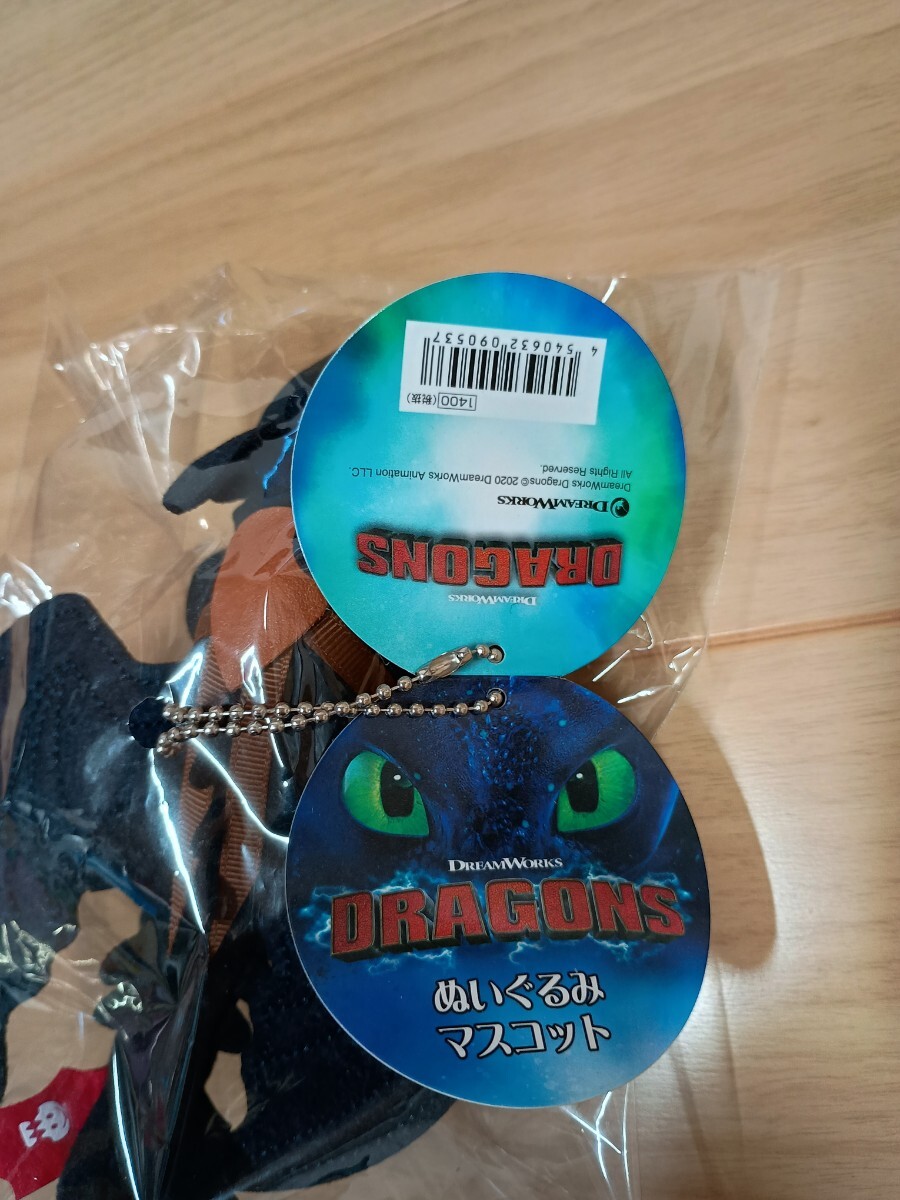 4 540632 090537
1400 (税抜)
DreamWorks Dragons© 2020 DreamWorks Animation LLC.
All Rights Reserved.
DREAMWORKS
DREAMWORKS
DRAGONS
DREAMWORKS
DRAGONS
ぬいぐるみ
マスコット